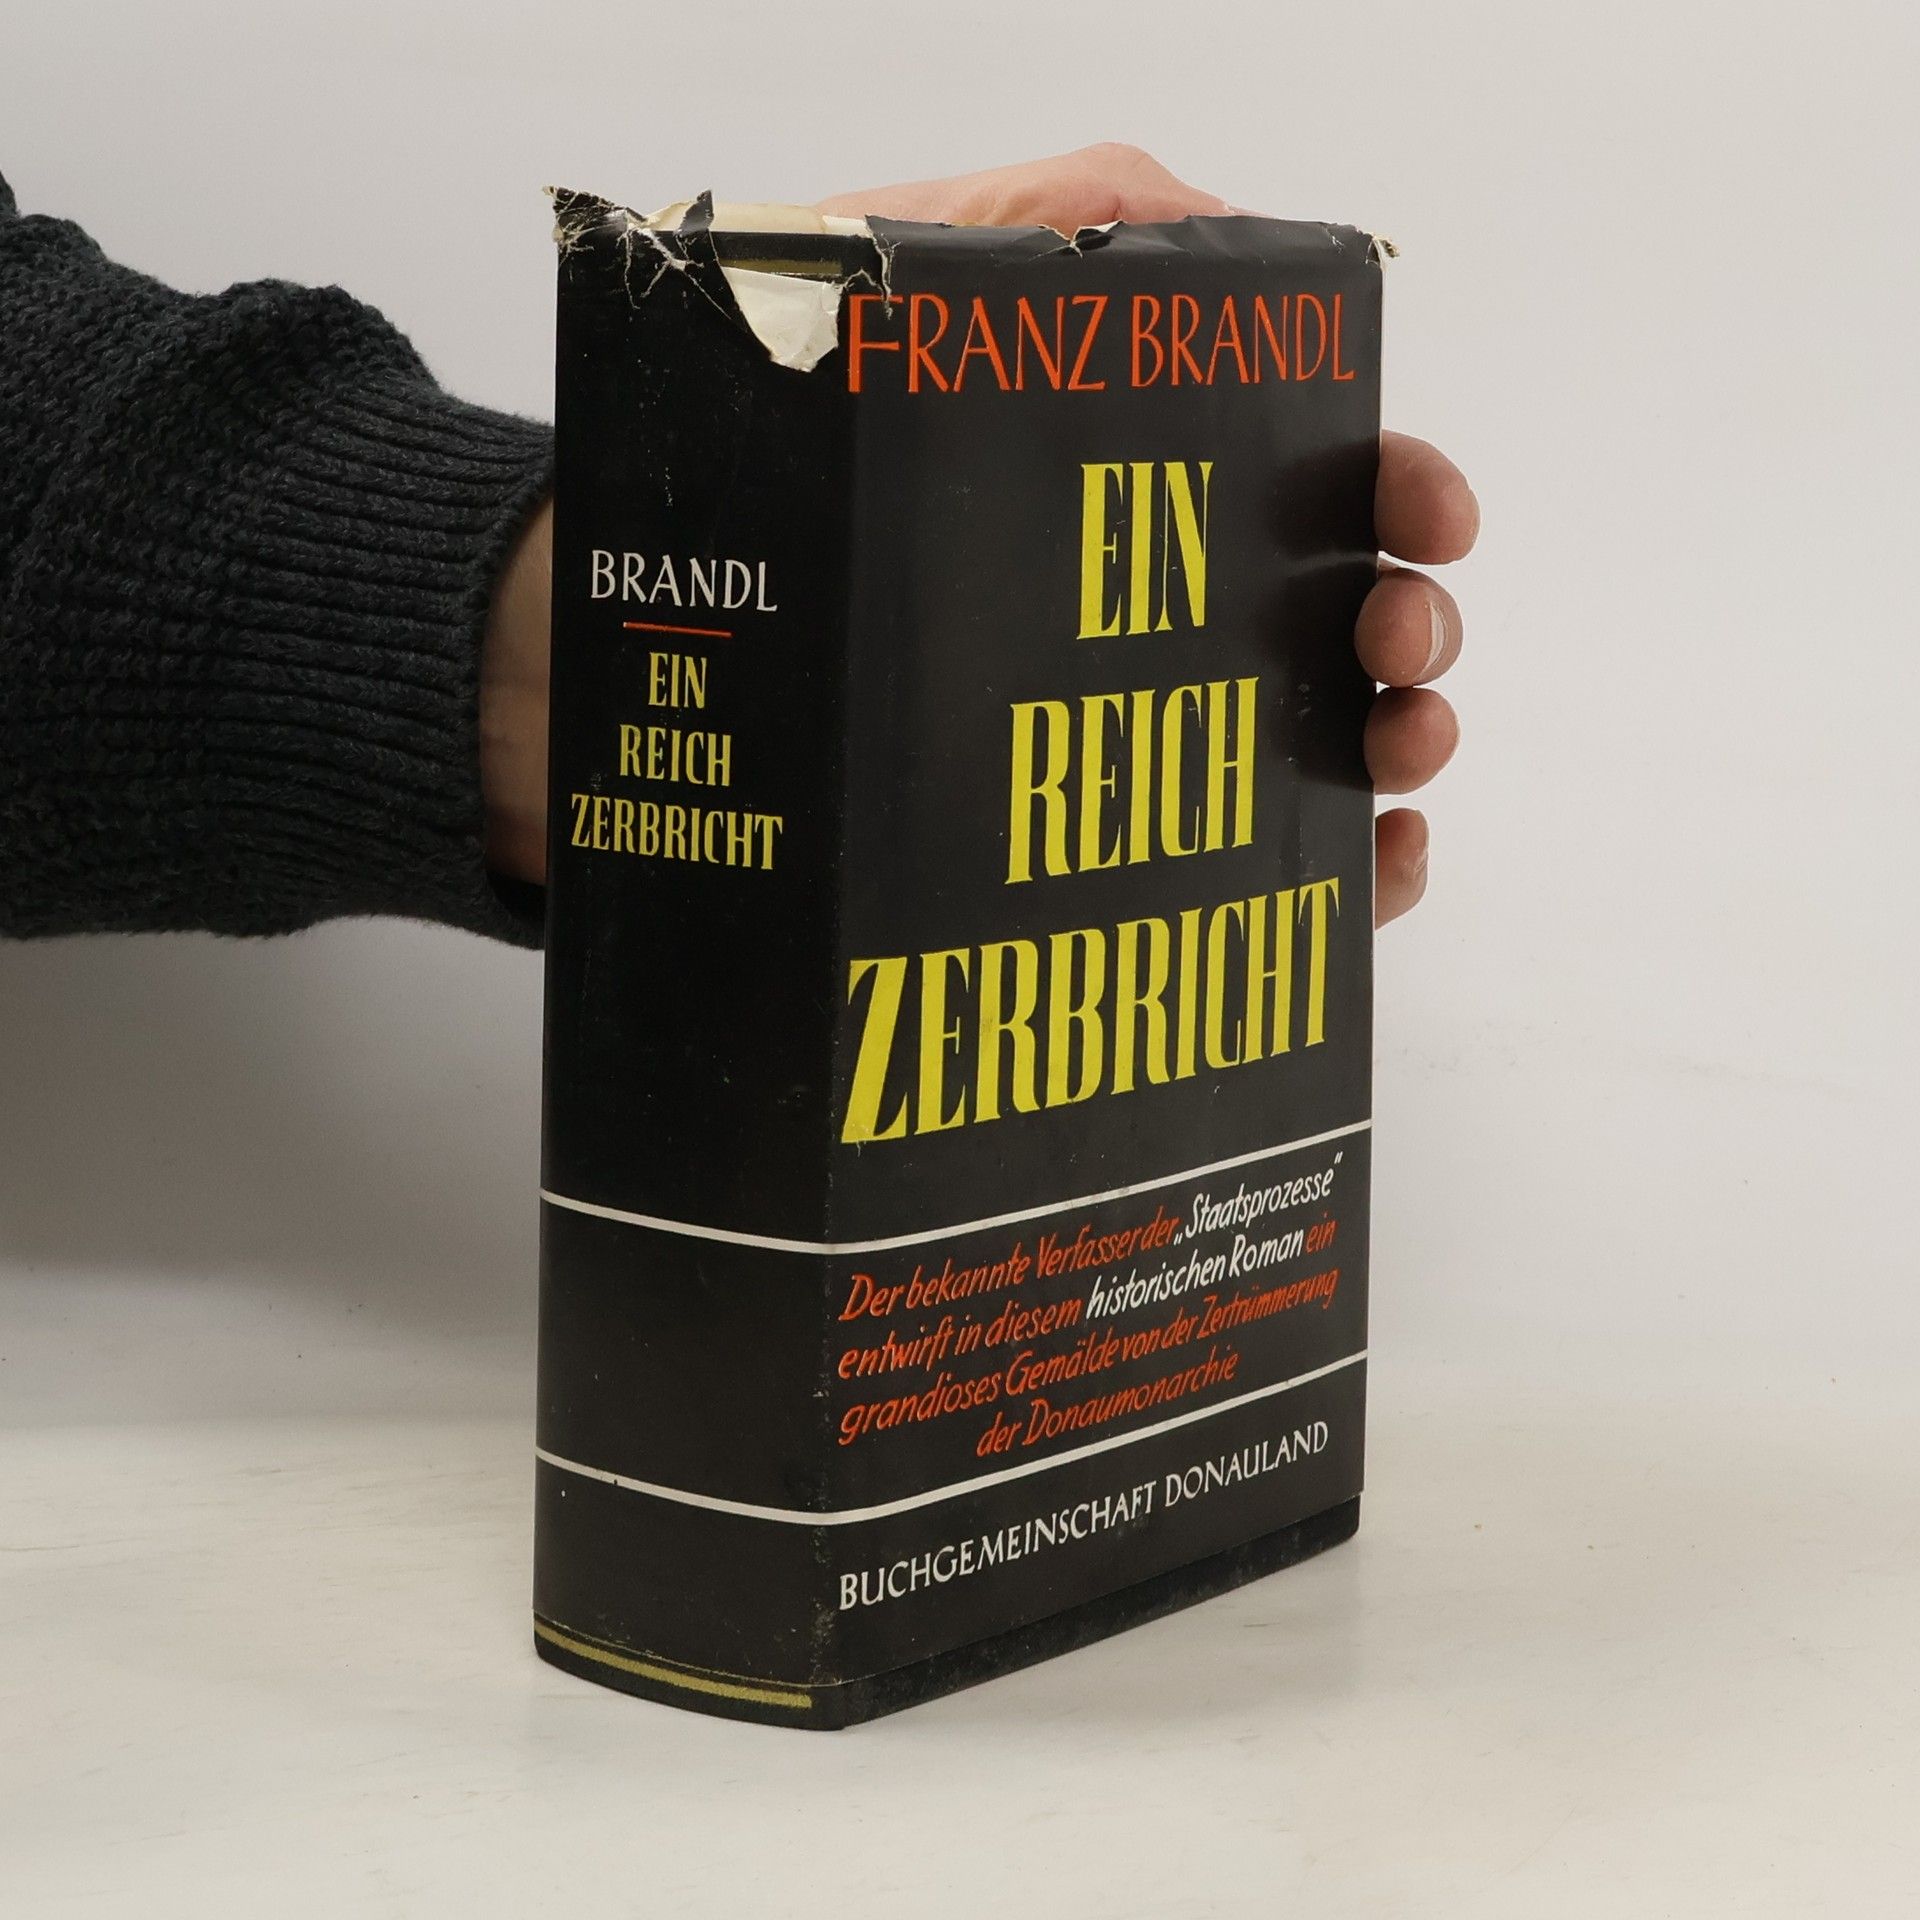 BRANDL
EIN
REICH
ZERBRICHT
FRANZ BRANDL
EIN
REICH
ZERBRICHT
Der bekannte Verfasser der „Staatsprozesse“
entwirft in diesem historischen Roman ein
grandioses Gemälde von der Zertrümmerung
der Donaumonarchie
BUCHGEMEINSCHAFT DONAULAND